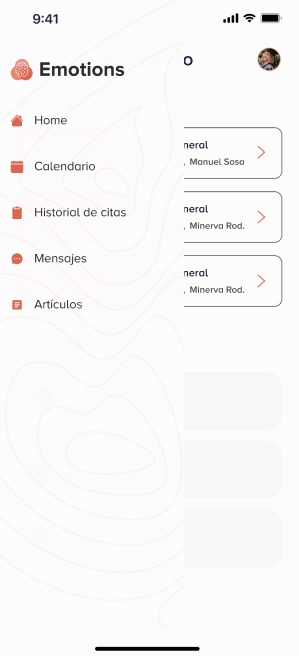 9:41
Emotions
o
Home
Calendario
neral
, Manuel Sosa
Historial de citas
neral
, Minerva Rod.
Mensajes
neral
, Minerva Rod.
Artículos